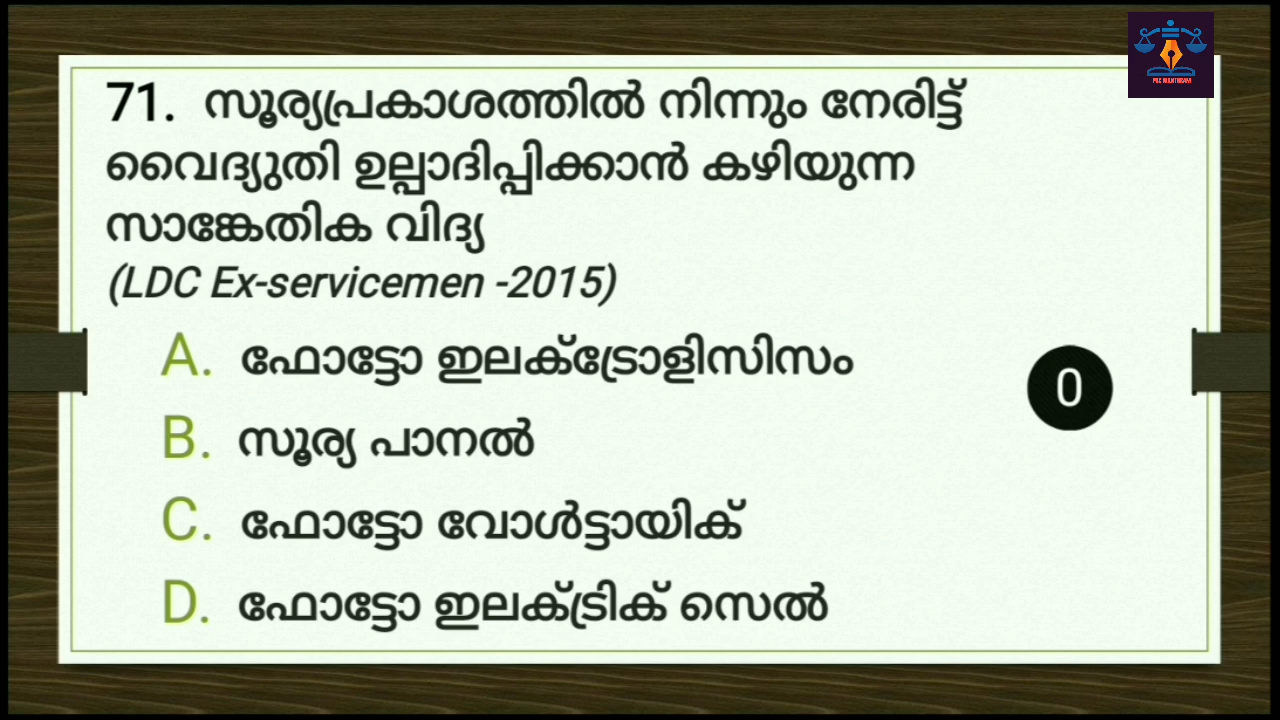 71. സൂര്യപ്രകാശത്തിൽ നിന്നും നേരിട്ട്
വൈദ്യുതി ഉല്പാദിപ്പിക്കാൻ കഴിയുന്ന
സാങ്കേതിക വിദ്യ
(LDC Ex-servicemen -2015)
A. ഫോട്ടോ ഇലക്ട്രോളിസിസം
B. സൂര്യ പാനൽ
0
C. ഫോട്ടോ വോൾട്ടായിക്
D. ഫോട്ടോ ഇലക്ട്രിക് സെൽ